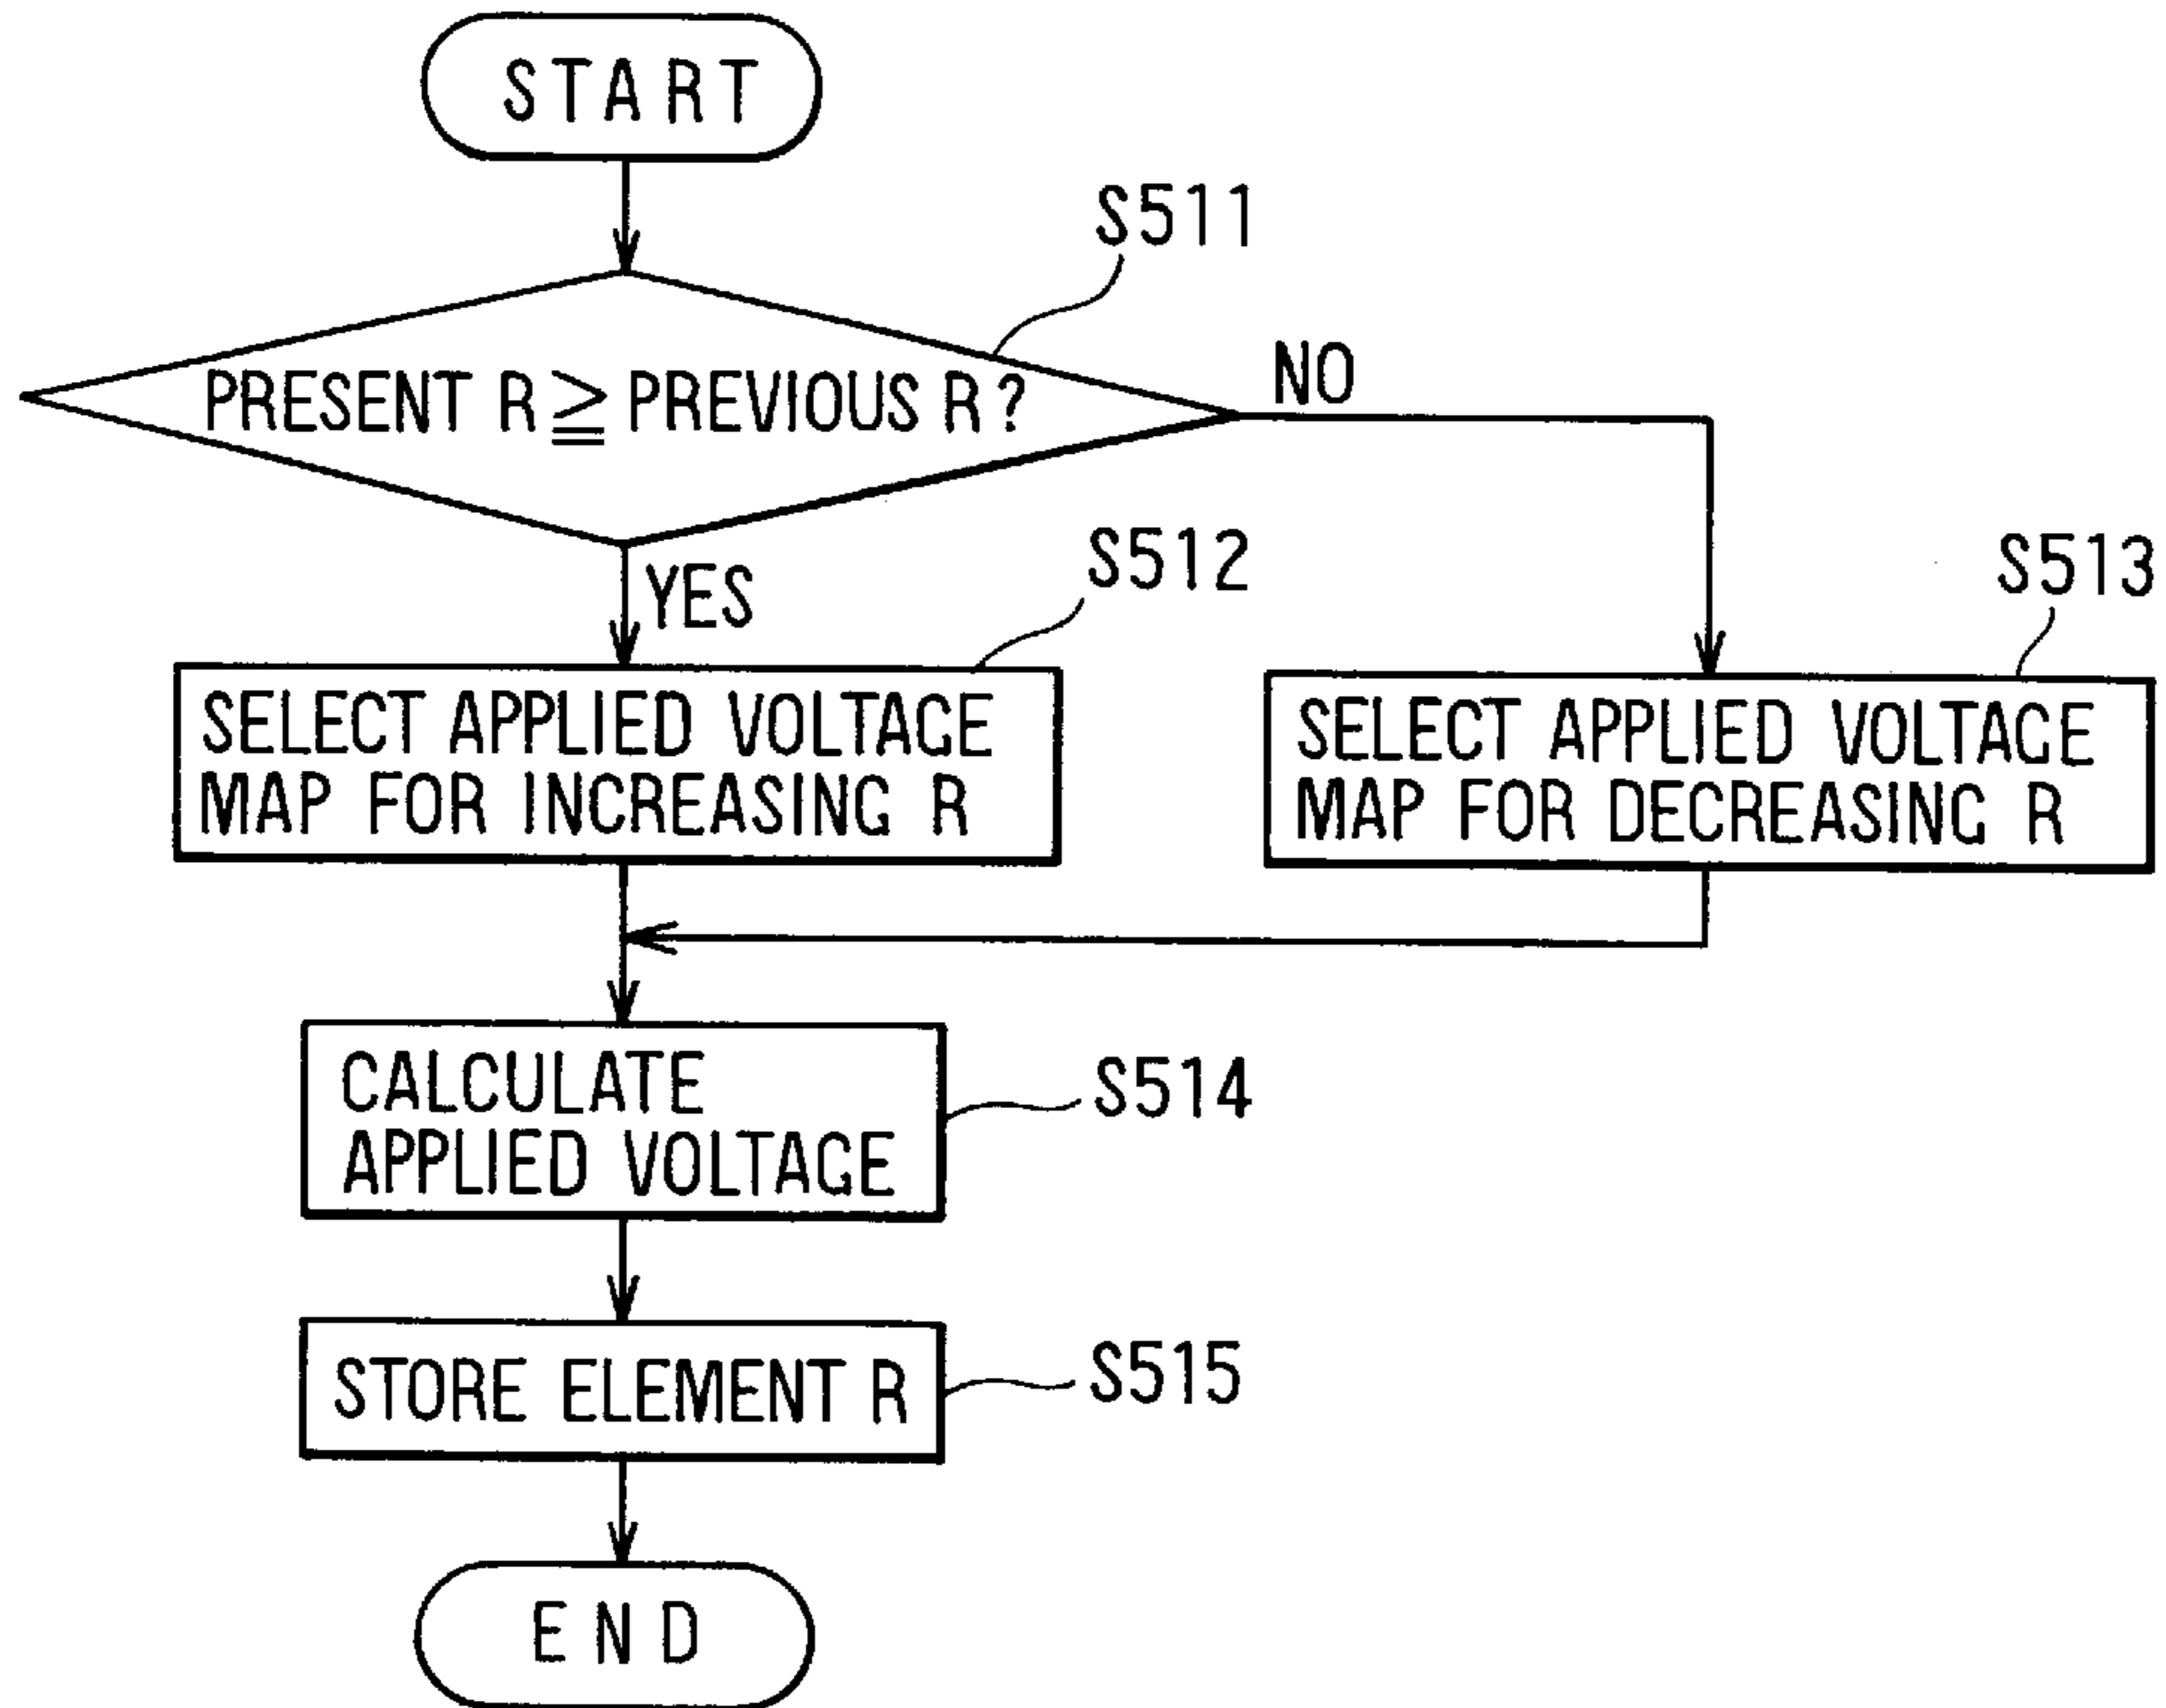 START
S511
PRESENT R ≧ PREVIOUS R?
NO
YES
S512
S513
SELECT APPLIED VOLTAGE
MAP FOR INCREASING R
SELECT APPLIED VOLTAGE
MAP FOR DECREASING R
CALCULATE
APPLIED VOLTAGE
S514
STORE ELEMENT R
S515
END